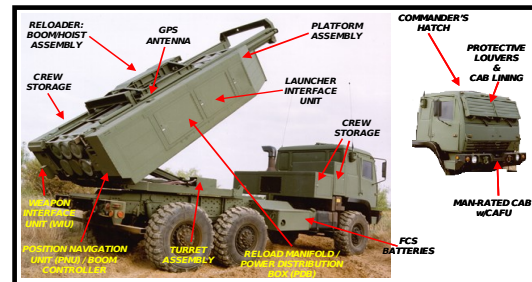 RELOADER:
BOOM/HOIST
ASSEMBLY
GPS
ANTENNA
PLATFORM
ASSEMBLY
COMMANDER'S
HATCH
PROTECTIVE
LOUVERS
&
CAB LINING
CREW
STORAGE
LAUNCHER
INTERFACE
UNIT
CREW
STORAGE
WEAPON
INTERFACE
UNIT (WIU)
POSITION NAVIGATION
UNIT (PNU) / BOOM
CONTROLLER
TURRET
ASSEMBLY
RELOAD MANIFOLD /
POWER DISTRIBUTION
BOX (PDB)
FCS
BATTERIES
MAN-RATED CAB
w/CAFU